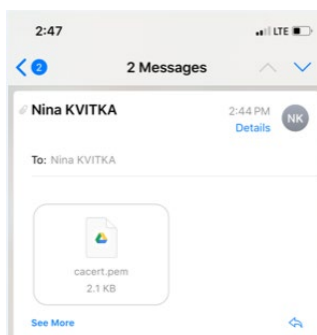 2:47 LTE
2 2 Messages
Nina KVITKA 2:44 PM NK
Details
To: Nina KVITKA
cacert.pem
2.1 KB
See More